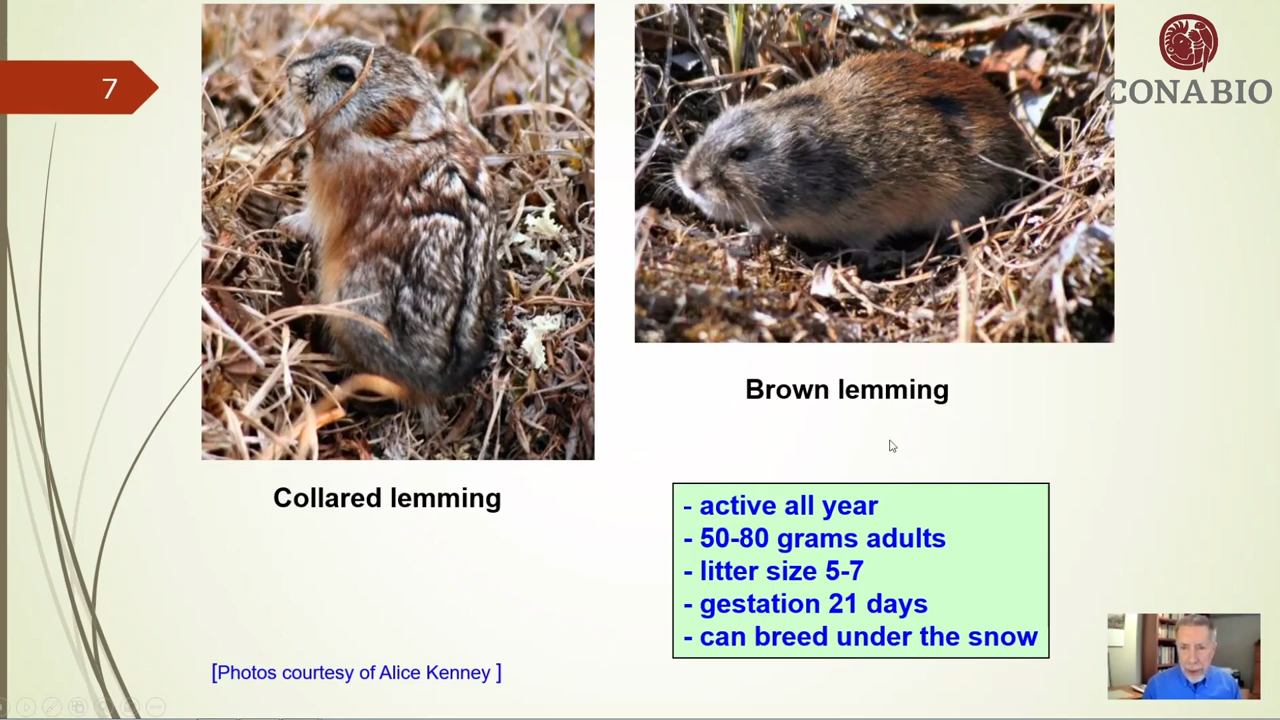 7
CONABIO
Brown lemming
Collared lemming
- active all year
- 50-80 grams adults
- litter size 5-7
- gestation 21 days
- can breed under the snow
[Photos courtesy of Alice Kenney ]